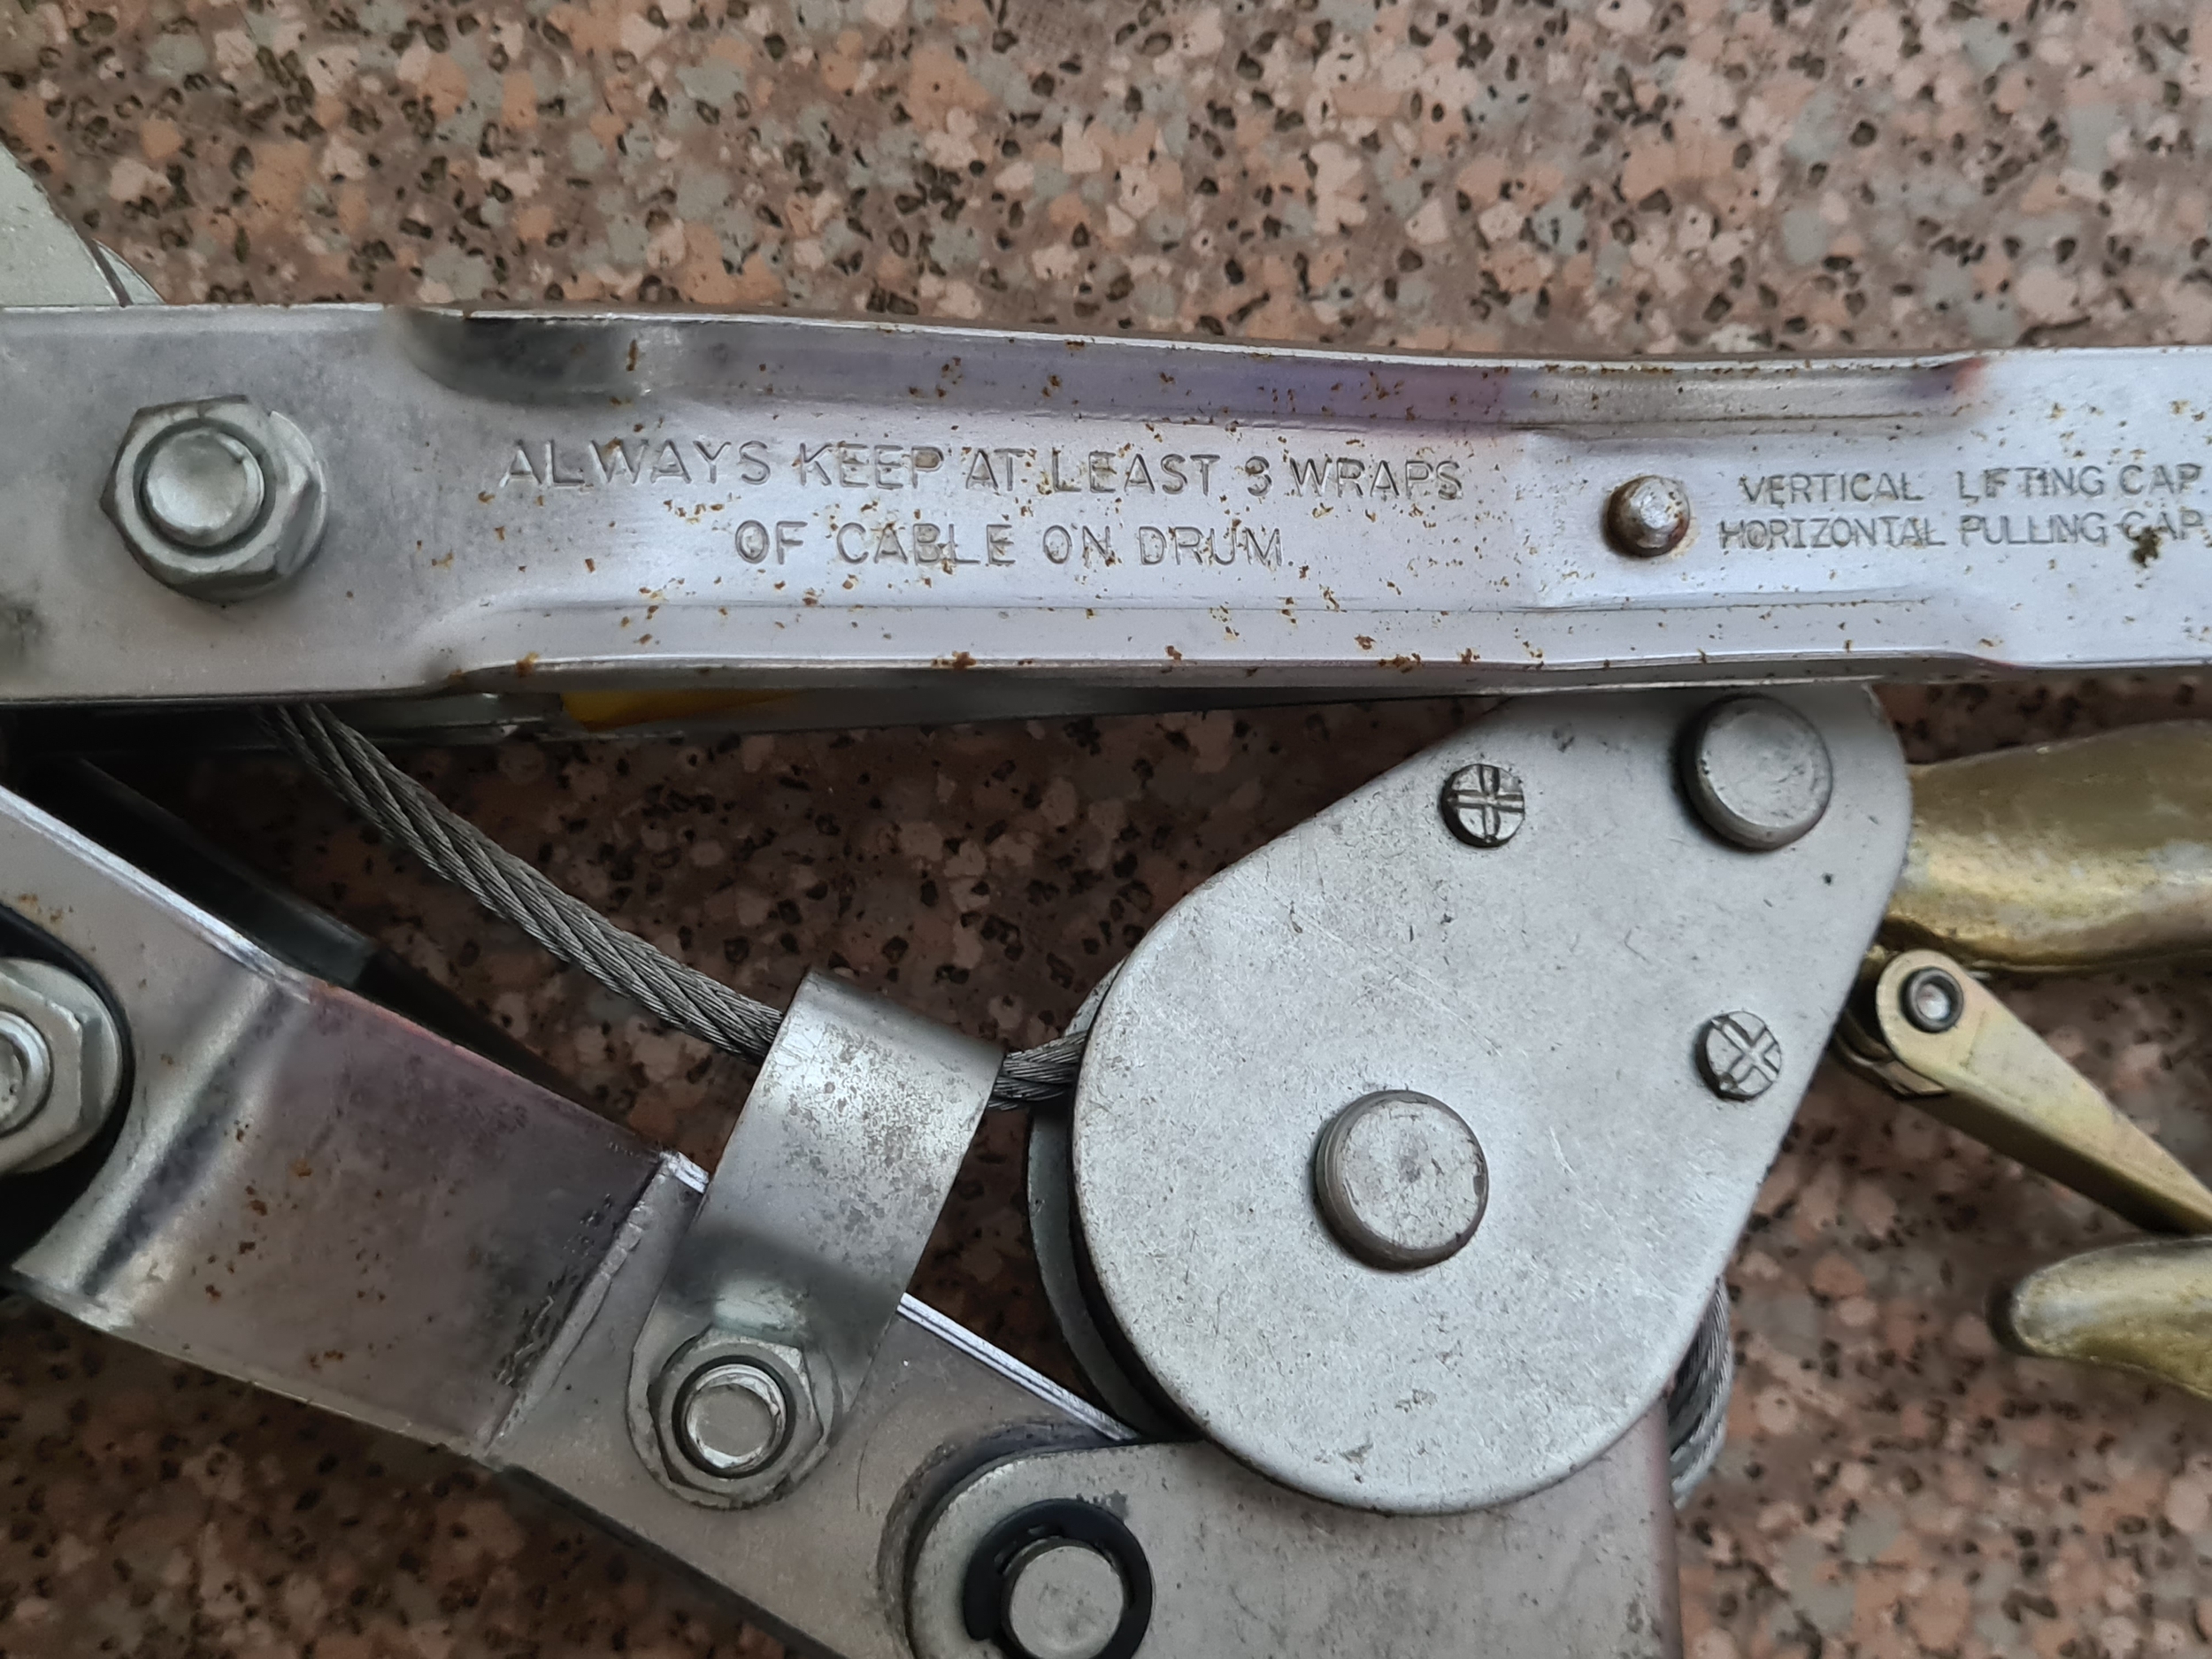 ALWAYS KEEP AT LEAST 3 WRAPS
OF CABLE ON DRUM.
VERTICAL LIFTING CAP
HORIZONTAL PULLING CAP